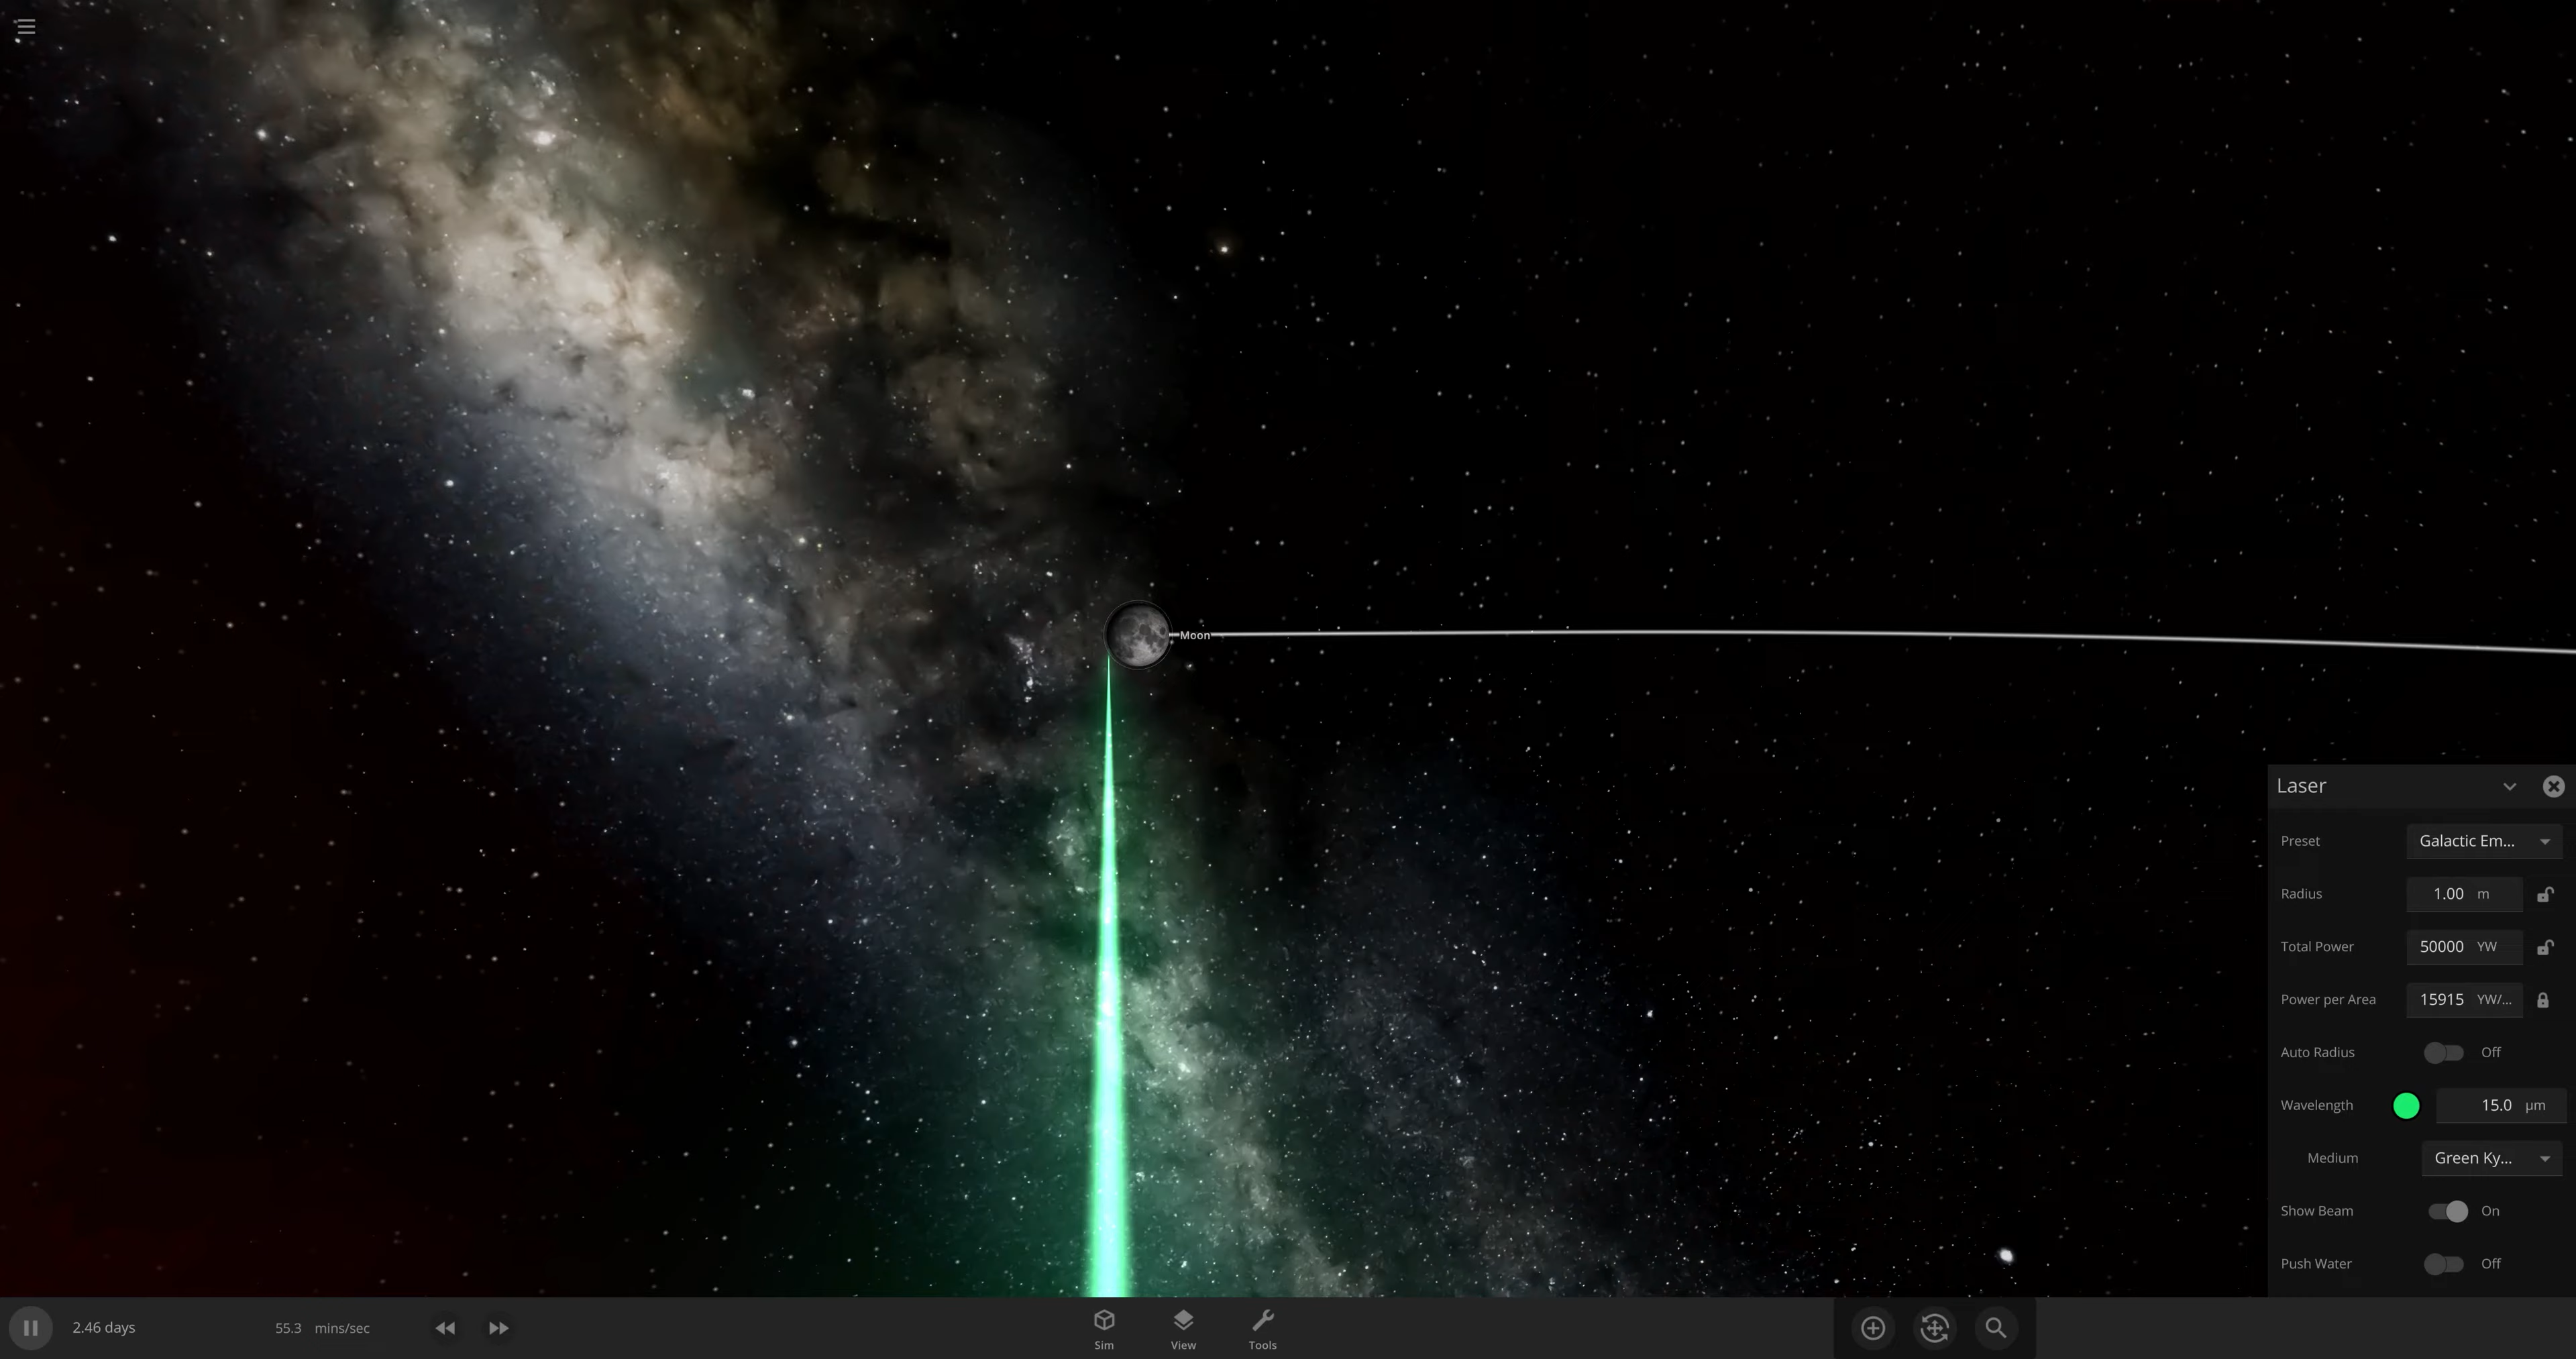 Moon
Laser
Preset Galactic Em...
Radius 1.00 m
Total Power 50000 YW
Power per Area 15915 YW/...
Auto Radius Off
Wavelength 15.0 μm
Medium Green Ky...
Show Beam On
Push Water Off
2.46 days 55.3 mins/sec
Sim View Tools